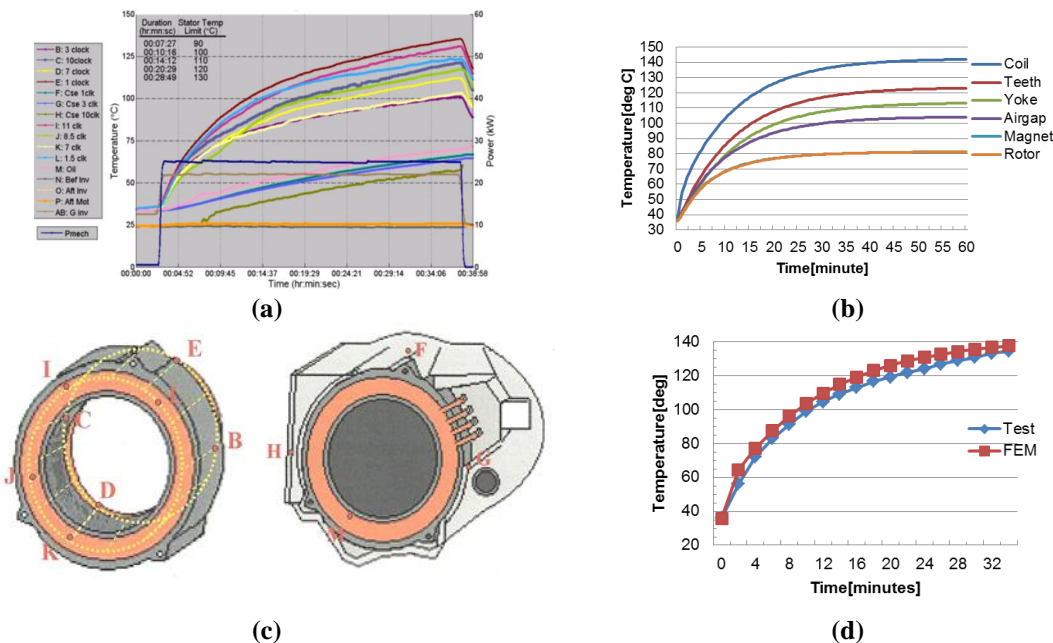 150
125
100
75
50
25
0
Temperature (°C)
60
50
40
30
20
10
0
Power (kW)
Duration Stator Temp
(hr:mn:sc) Limit (°C)
00:07:27 90
00:10:16 100
00:14:12 110
00:20:29 120
00:28:49 130
B: 3 clock
C: 10clock
D: 7 clock
E: 1 clock
F: Cse 1clk
G: Cse 3 clk
H: Cse 10clk
I: 11 clk
J: 8.5 clk
K: 7 clk
L: 1.5 clk
M: Oil
N: Bef Inv
O: Aft Inv
P: Aft Mot
AB: G Inv
Pmech
00:00:00 00:04:52 00:09:45 00:14:37 00:19:29 00:24:21 00:29:14 00:34:06 00:38:58
Time (hr:min:sec)
(a)
150
140
130
120
110
100
90
80
70
60
50
40
30
Temperature[deg C]
0 5 10 15 20 25 30 35 40 45 50 55 60
Time[minute]
Coil
Teeth
Yoke
Airgap
Magnet
Rotor
(b)
I
E
C
B
J
D
K
F
H
G
M
(c)
140
120
100
80
60
40
20
Temperature[deg]
0 4 8 12 16 20 24 28 32
Time[minutes]
Test
FEM
(d)